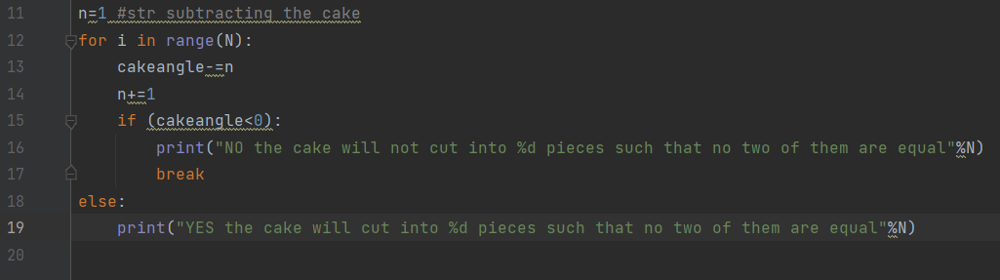 11 n=1 #str subtracting the cake
12 for i in range(N):
13 cakeangle-=n
14 n+=1
15 if (cakeangle<0):
16 print("NO the cake will not cut into %d pieces such that no two of them are equal"%N)
17 break
18 else:
19 print("YES the cake will cut into %d pieces such that no two of them are equal"%N)
20